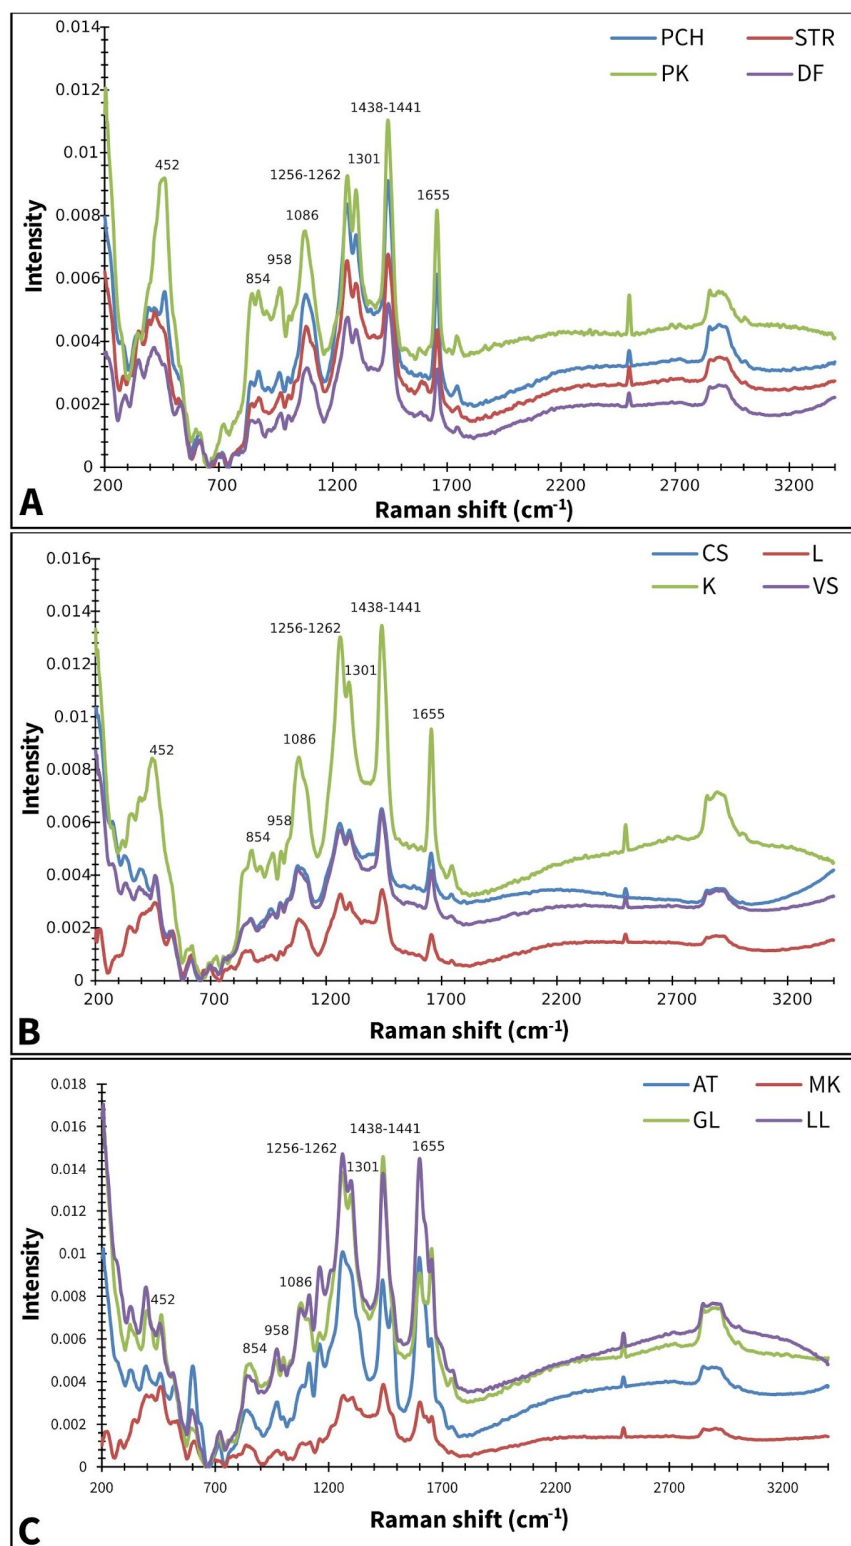 PCH STR
PK DF
0.014
0.012
0.01
0.008
0.006
0.004
0.002
0
Intensity
452
854
958
1086
1256-1262
1301
1438-1441
1655
200 700 1200 1700 2200 2700 3200
Raman shift (cm-1)
A
CS L
K VS
0.016
0.014
0.012
0.01
0.008
0.006
0.004
0.002
0
Intensity
452
854
958
1086
1256-1262
1301
1438-1441
1655
200 700 1200 1700 2200 2700 3200
Raman shift (cm-1)
B
AT MK
GL LL
0.018
0.016
0.014
0.012
0.01
0.008
0.006
0.004
0.002
0
Intensity
452
854
958
1086
1256-1262
1301
1438-1441
1655
200 700 1200 1700 2200 2700 3200
Raman shift (cm-1)
C